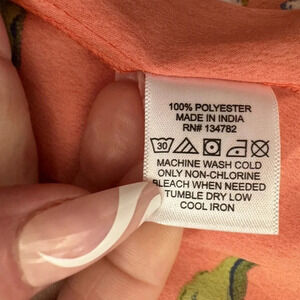 100% POLYESTER
MADE IN INDIA
RN# 134782
30
MACHINE WASH COLD
ONLY NON-CHLORINE
BLEACH WHEN NEEDED
TUMBLE DRY LOW
COOL IRON